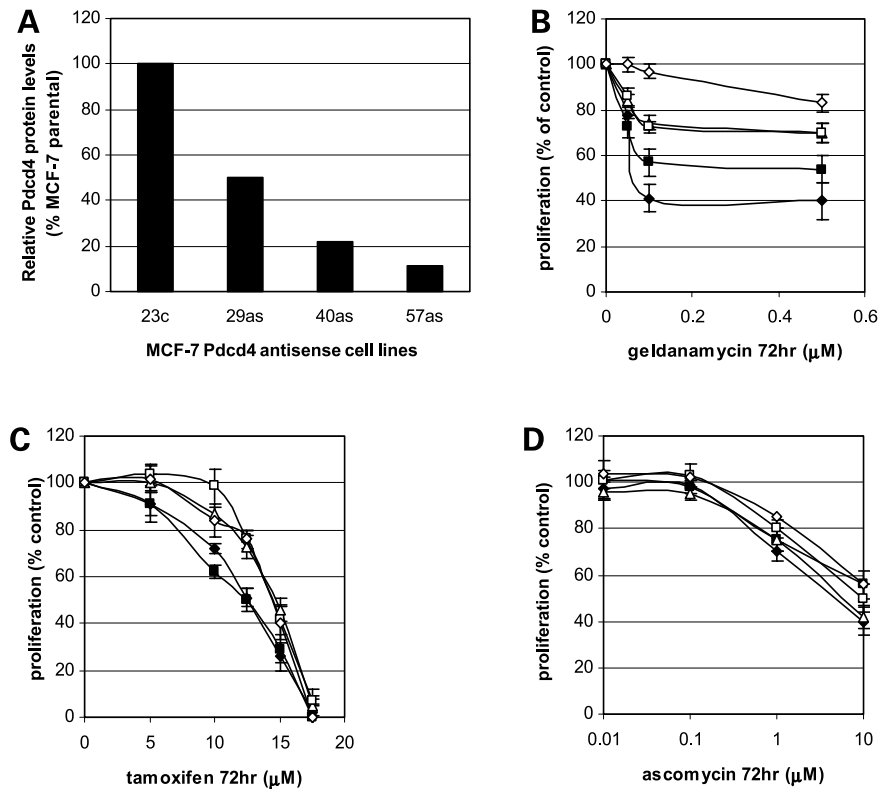 A
Relative Pdcd4 protein levels
(% MCF-7 parental)
120
100
80
60
40
20
0
23c 29as 40as 57as
MCF-7 Pdcd4 antisense cell lines
B
proliferation (% of control)
120
100
80
60
40
20
0
0 0.2 0.4 0.6
geldanamycin 72hr (μM)
C
proliferation (% control)
120
100
80
60
40
20
0
0 5 10 15 20
tamoxifen 72hr (μM)
D
proliferation (% control)
120
100
80
60
40
20
0
0.01 0.1 1 10
ascomycin 72hr (μM)